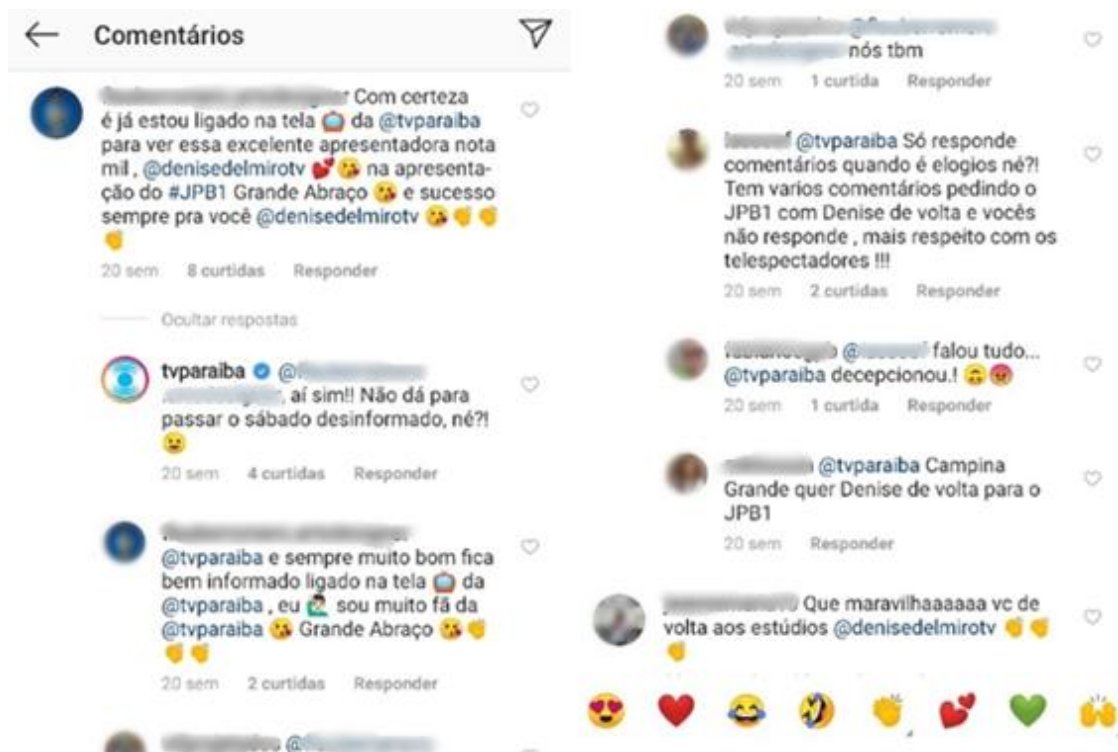 Comentários
Com certeza
é já estou ligado na tela 📺 da @tvparaiba
para ver essa excelente apresentadora nota
mil, @denisedelmirotv 💕😘 na apresenta-
ção do #JPB1 Grande Abraço 😘 e sucesso
sempre pra você @denisedelmirotv 😘👏👏
👏
20 sem 8 curtidas Responder
Ocultar respostas
tvparaiba @
, aí sim!! Não dá para
passar o sábado desinformado, né?!
😉
20 sem 4 curtidas Responder
@tvparaiba e sempre muito bom fica
bem informado ligado na tela 📺 da
@tvparaiba , eu 🙋🏻‍♂️ sou muito fã da
@tvparaiba 😘 Grande Abraço 😘👏
👏👏
20 sem 2 curtidas Responder
@
nós tbm
20 sem 1 curtida Responder
@tvparaiba Só responde
comentários quando é elogios né?!
Tem varios comentários pedindo o
JPB1 com Denise de volta e vocês
não responde , mais respeito com os
telespectadores !!!
20 sem 2 curtidas Responder
@ falou tudo...
@tvparaiba decepcionou.! 🙃😡
20 sem 1 curtida Responder
@tvparaiba Campina
Grande quer Denise de volta para o
JPB1
20 sem Responder
Que maravilhaaaaaa vc de
volta aos estúdios @denisedelmirotv 👏👏
👏